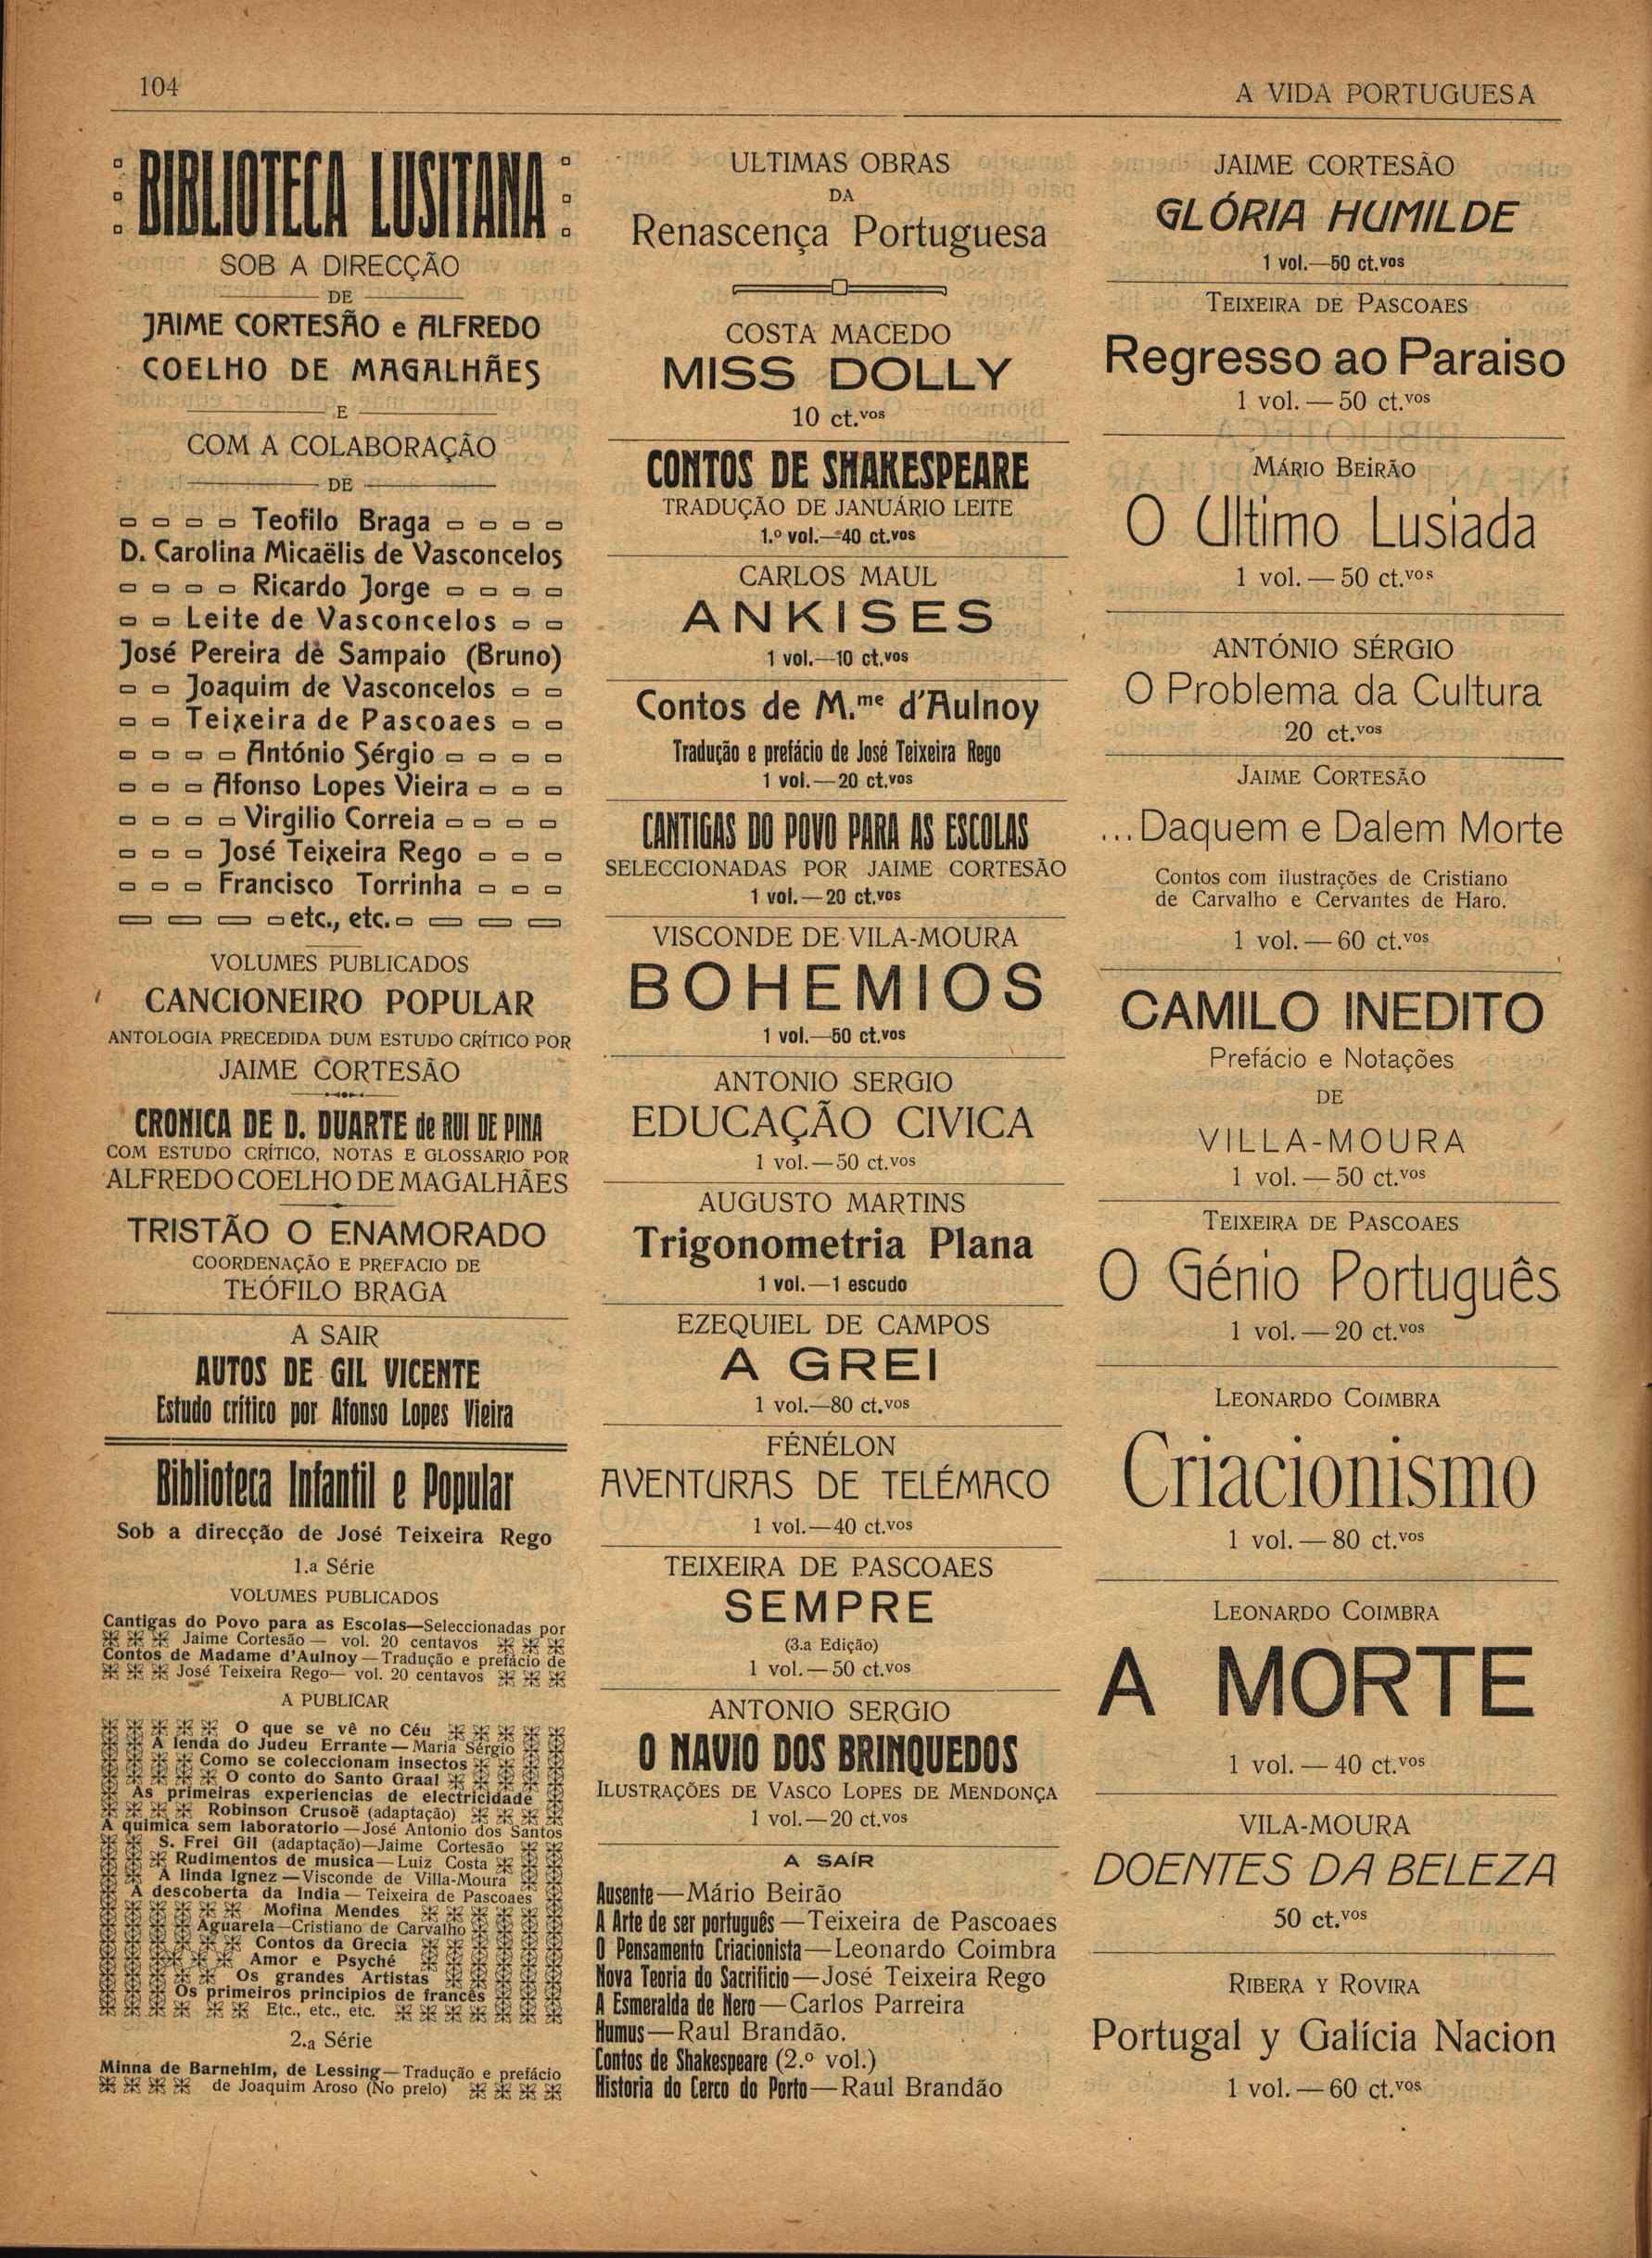 104
A VIDA PORTUGUESA
BIBLIOTECA LUSITANA
SOB A DIRECÇÃO
DE
JAIME CORTESÃO e ALFREDO
COELHO DE MAGALHÃES
E
COM A COLABORAÇÃO
DE
Teofilo Braga
D. Carolina Micaëlis de Vasconcelos
Ricardo Jorge
Leite de Vasconcelos
José Pereira de Sampaio (Bruno)
Joaquim de Vasconcelos
Teixeira de Pascoaes
António Sérgio
Afonso Lopes Vieira
Virgilio Correia
José Teixeira Rego
Francisco Torrinha
etc., etc.
VOLUMES PUBLICADOS
CANCIONEIRO POPULAR
ANTOLOGIA PRECEDIDA DUM ESTUDO CRÍTICO POR
JAIME CORTESÃO
CRONICA DE D. DUARTE de RUI DE PINA
COM ESTUDO CRÍTICO, NOTAS E GLOSSARIO POR
ALFREDO COELHO DE MAGALHÃES
TRISTÃO O ENAMORADO
COORDENAÇÃO E PREFACIO DE
TEÓFILO BRAGA
A SAIR
AUTOS DE GIL VICENTE
Estudo crítico por Afonso Lopes Vieira
Biblioteca Infantil e Popular
Sob a direcção de José Teixeira Rego
1.a Série
VOLUMES PUBLICADOS
Cantigas do Povo para as Escolas—Seleccionadas por
Jaime Cortesão — vol. 20 centavos
Contos de Madame d'Aulnoy—Tradução e prefácio de
José Teixeira Rego— vol. 20 centavos
A PUBLICAR
O que se vê no Céu
A lenda do Judeu Errante — Maria Sérgio
Como se coleccionam insectos
O conto do Santo Graal
As primeiras experiencias de electricidade
Robinson Crusoë (adaptação)
A quimica sem laboratorio—José Antonio dos Santos
S. Frei Gil (adaptação)—Jaime Cortesão
Rudimentos de musica—Luiz Costa
A linda Ignez—Visconde de Villa-Moura
A descoberta da India — Teixeira de Pascoaes
Mofina Mendes
Aguarela—Cristiano de Carvalho
Contos da Grecia
Amor e Psyché
Os grandes Artistas
Os primeiros principios de francês
Etc., etc., etc.
2.a Série
Minna de Barnehlm, de Lessing—Tradução e prefácio
de Joaquim Aroso (No prelo)
ULTIMAS OBRAS
DA
Renascença Portuguesa
COSTA MACEDO
MISS DOLLY
10 ct.vos
CONTOS DE SHAKESPEARE
TRADUÇÃO DE JANUÁRIO LEITE
1.º vol.—40 ct.vos
CARLOS MAUL
ANKISES
1 vol.—10 ct.vos
Contos de M.me d'Aulnoy
Tradução e prefácio de José Teixeira Rego
1 vol.—20 ct.vos
CANTIGAS DO POVO PARA AS ESCOLAS
SELECCIONADAS POR JAIME CORTESÃO
1 vol.—20 ct.vos
VISCONDE DE VILA-MOURA
BOHEMIOS
1 vol.—50 ct.vos
ANTONIO SERGIO
EDUCAÇÃO CIVICA
1 vol.—50 ct.vos
AUGUSTO MARTINS
Trigonometria Plana
1 vol.—1 escudo
EZEQUIEL DE CAMPOS
A GREI
1 vol.—80 ct.vos
FÉNÉLON
AVENTURAS DE TELÉMACO
1 vol.—40 ct.vos
TEIXEIRA DE PASCOAES
SEMPRE
(3.a Edição)
1 vol.—50 ct.vos
ANTONIO SERGIO
O NAVIO DOS BRINQUEDOS
ILUSTRAÇÕES DE VASCO LOPES DE MENDONÇA
1 vol.—20 ct.vos
A SAÍR
Ausente—Mário Beirão
A Arte de ser português—Teixeira de Pascoaes
O Pensamento Criacionista—Leonardo Coimbra
Nova Teoria do Sacrificio—José Teixeira Rego
A Esmeralda de Nero—Carlos Parreira
Humus—Raul Brandão.
Contos de Shakespeare (2.º vol.)
Historia do Cerco do Porto—Raul Brandão
JAIME CORTESÃO
GLÓRIA HUMILDE
1 vol.—50 ct.vos
TEIXEIRA DE PASCOAES
Regresso ao Paraiso
1 vol. — 50 ct.vos
MÁRIO BEIRÃO
O Ultimo Lusiada
1 vol. — 50 ct.vos
ANTÓNIO SÉRGIO
O Problema da Cultura
20 ct.vos
JAIME CORTESÃO
...Daquem e Dalem Morte
Contos com ilustrações de Cristiano
de Carvalho e Cervantes de Haro.
1 vol. — 60 ct.vos
CAMILO INEDITO
Prefácio e Notações
DE
VILLA-MOURA
1 vol. — 50 ct.vos
TEIXEIRA DE PASCOAES
O Génio Português
1 vol. — 20 ct.vos
LEONARDO COIMBRA
Criacionismo
1 vol. — 80 ct.vos
LEONARDO COIMBRA
A MORTE
1 vol. — 40 ct.vos
VILA-MOURA
DOENTES DA BELEZA
50 ct.vos
RIBERA Y ROVIRA
Portugal y Galícia Nacion
1 vol. — 60 ct.vos